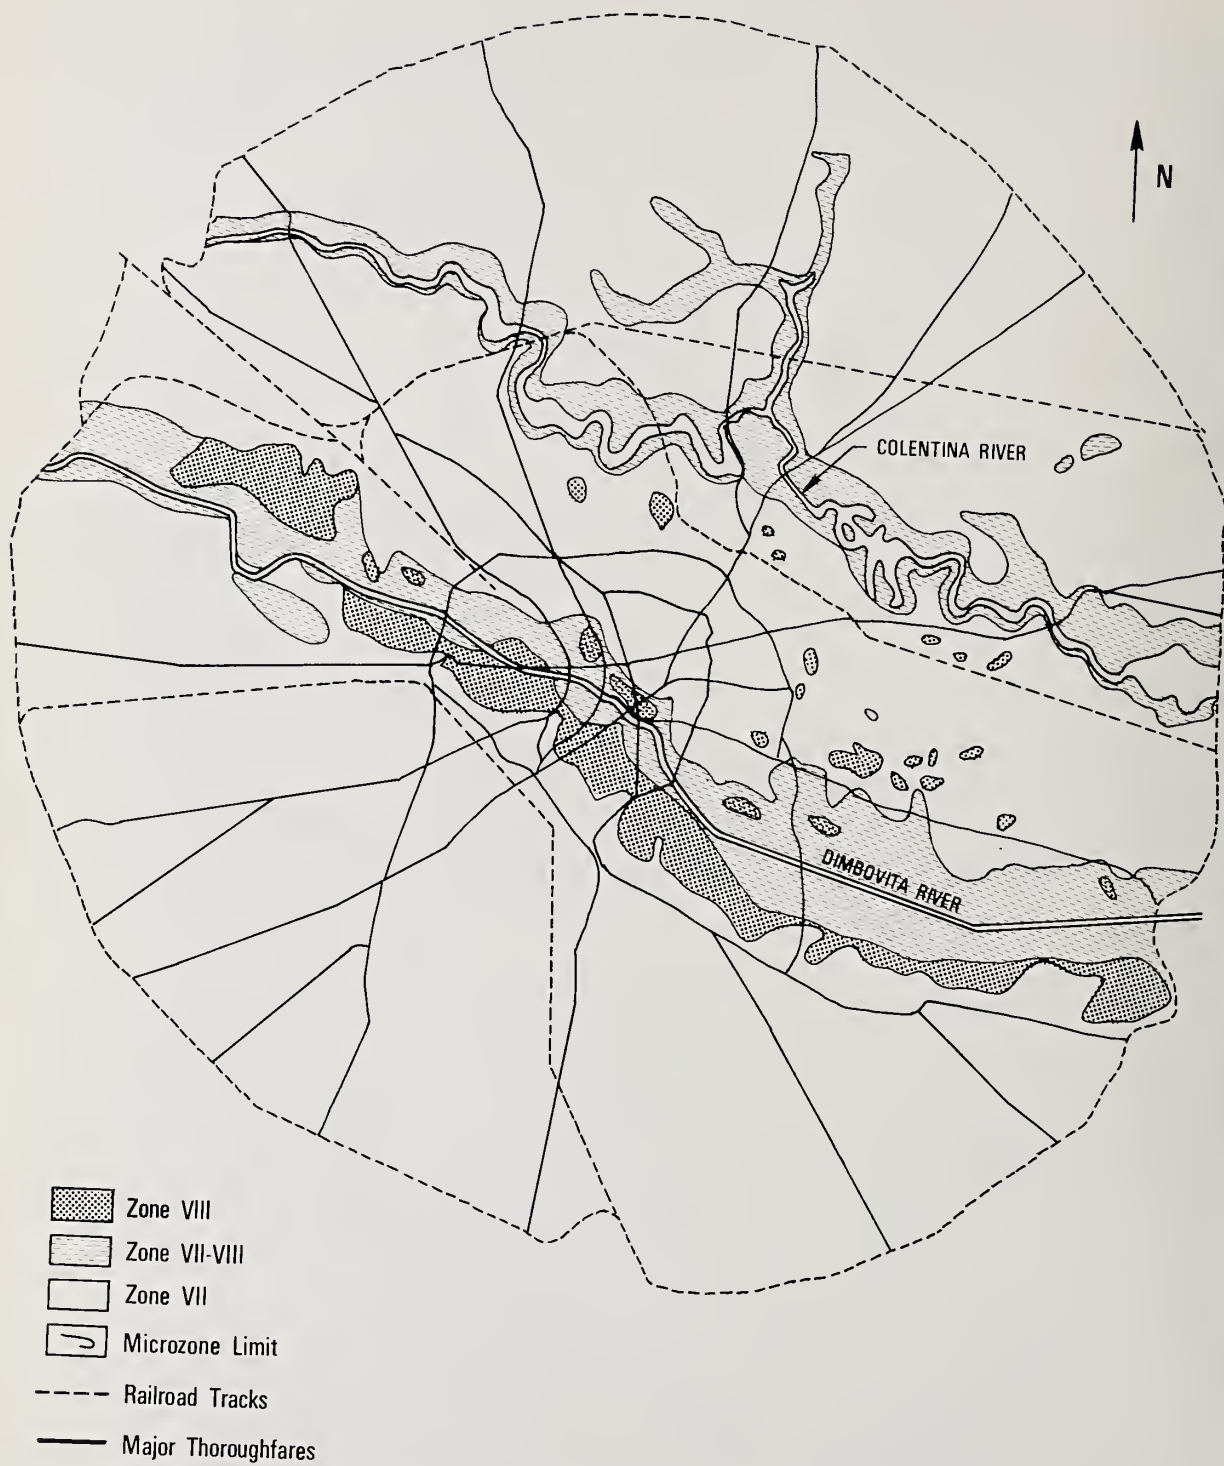 N
COLENTINA RIVER
DIMBOVITA RIVER
Zone VIII
Zone VII-VIII
Zone VII
Microzone Limit
Railroad Tracks
Major Thoroughfares